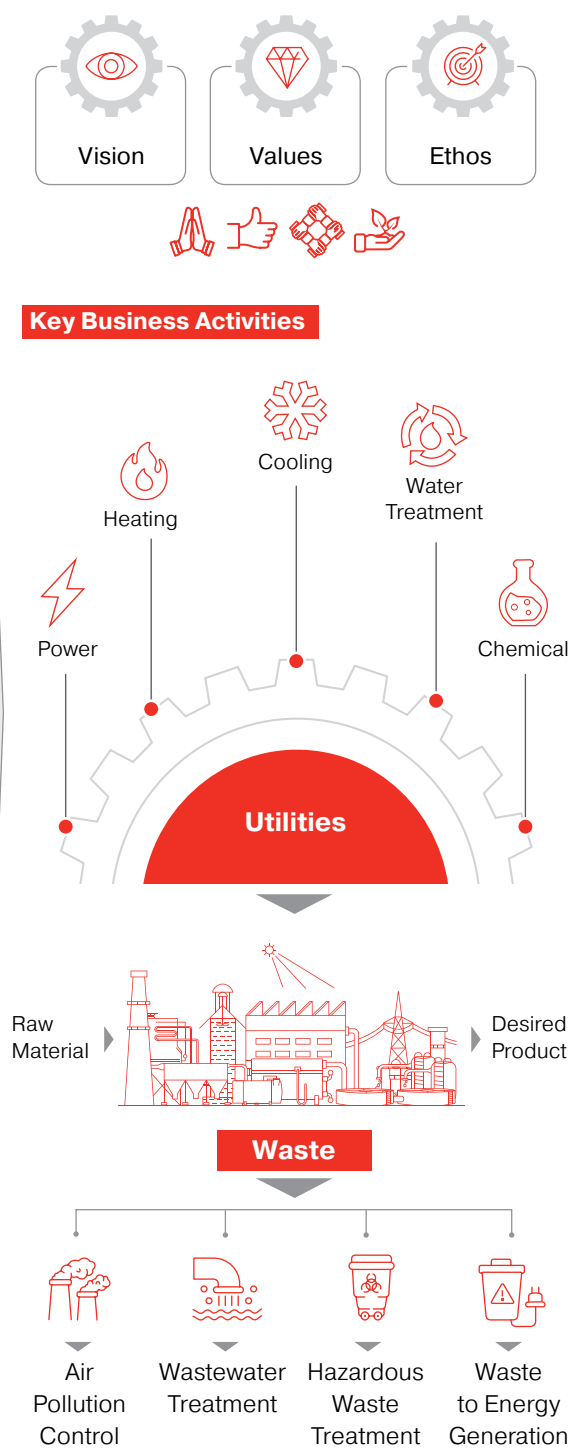 Vision
Values
Ethos
Key Business Activities
Cooling
Water
Treatment
Heating
Power
Chemical
Utilities
Raw
Material
Desired
Product
Waste
Air
Pollution
Control
Wastewater
Treatment
Hazardous
Waste
Treatment
Waste
to Energy
Generation